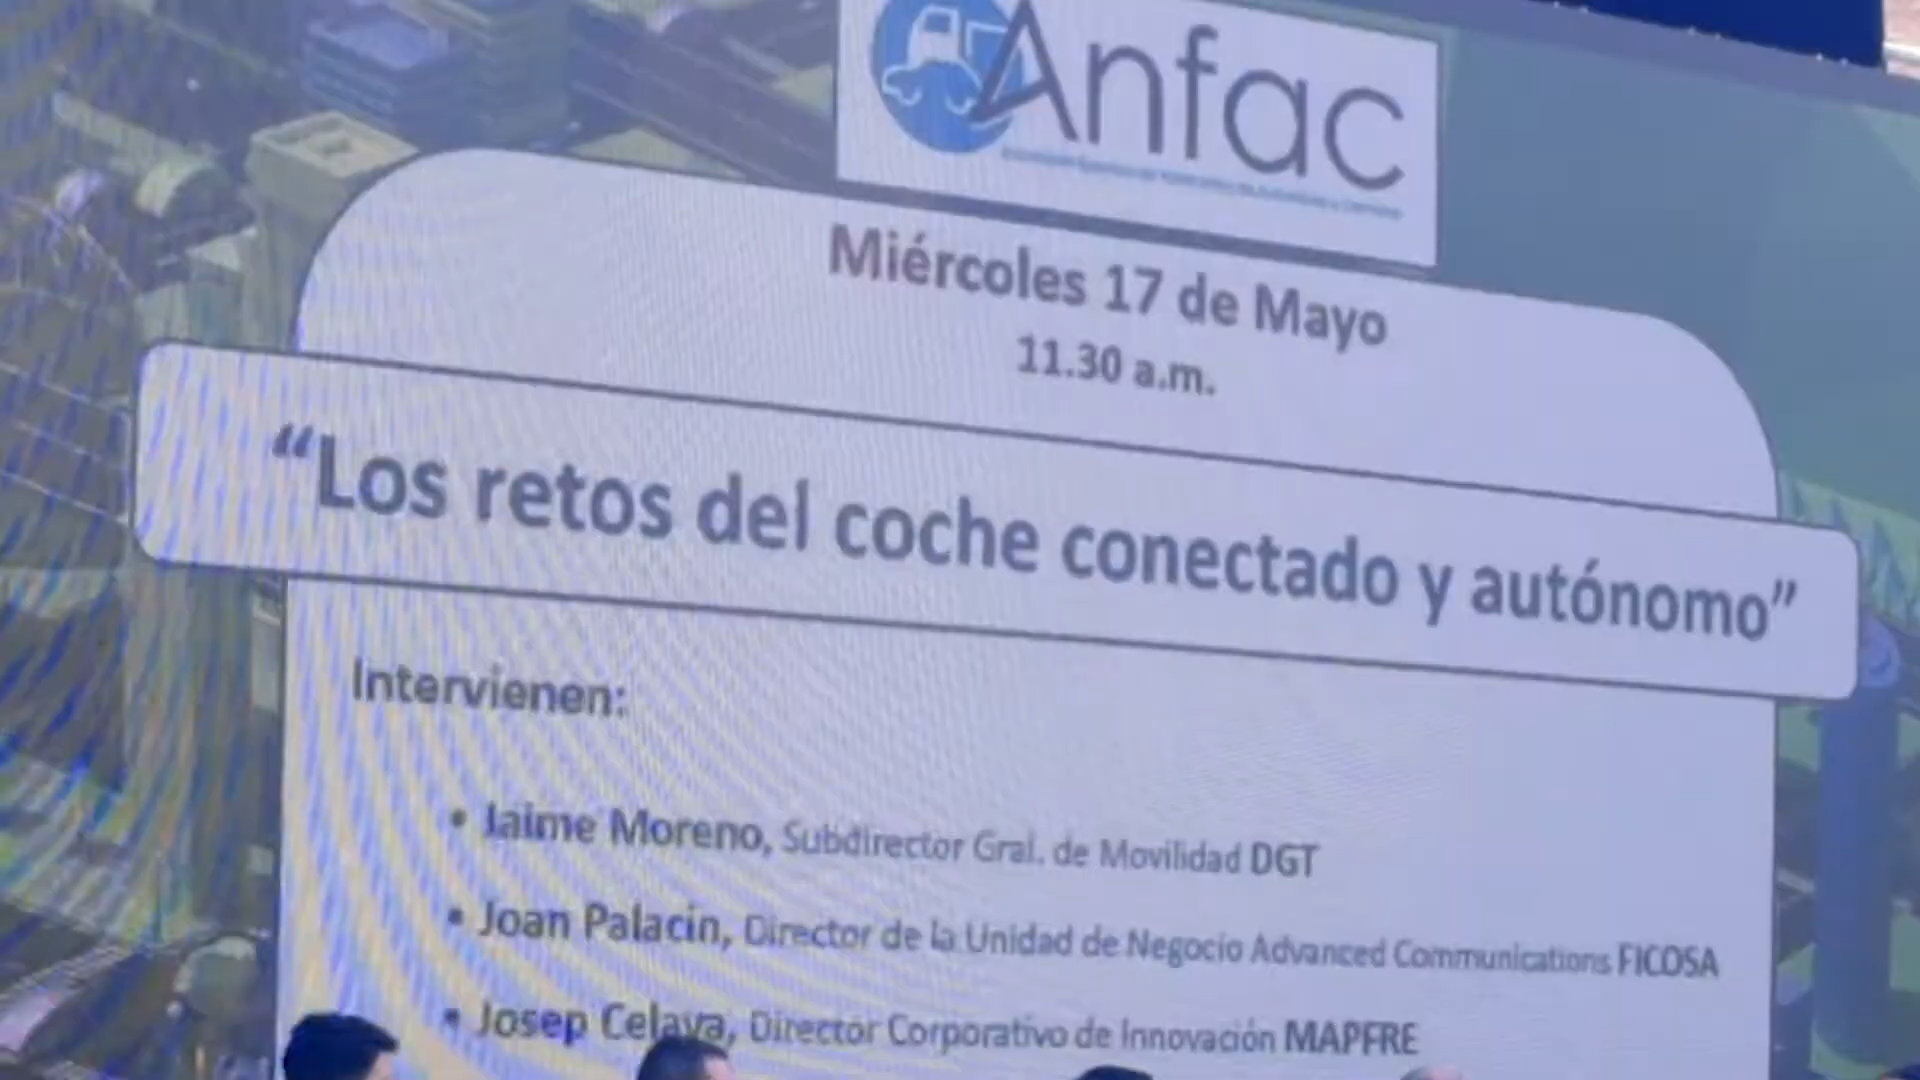 Anfac
Miércoles 17 de Mayo
11.30 a.m.
“Los retos del coche conectado y autónomo”
Intervienen:
• Jaime Moreno, Subdirector Gral. de Movilidad DGT
• Joan Palacin, Director de la Unidad de Negocio Advanced Communications FICOSA
• Josep Celaya, Director Corporativo de Innovación MAPFRE